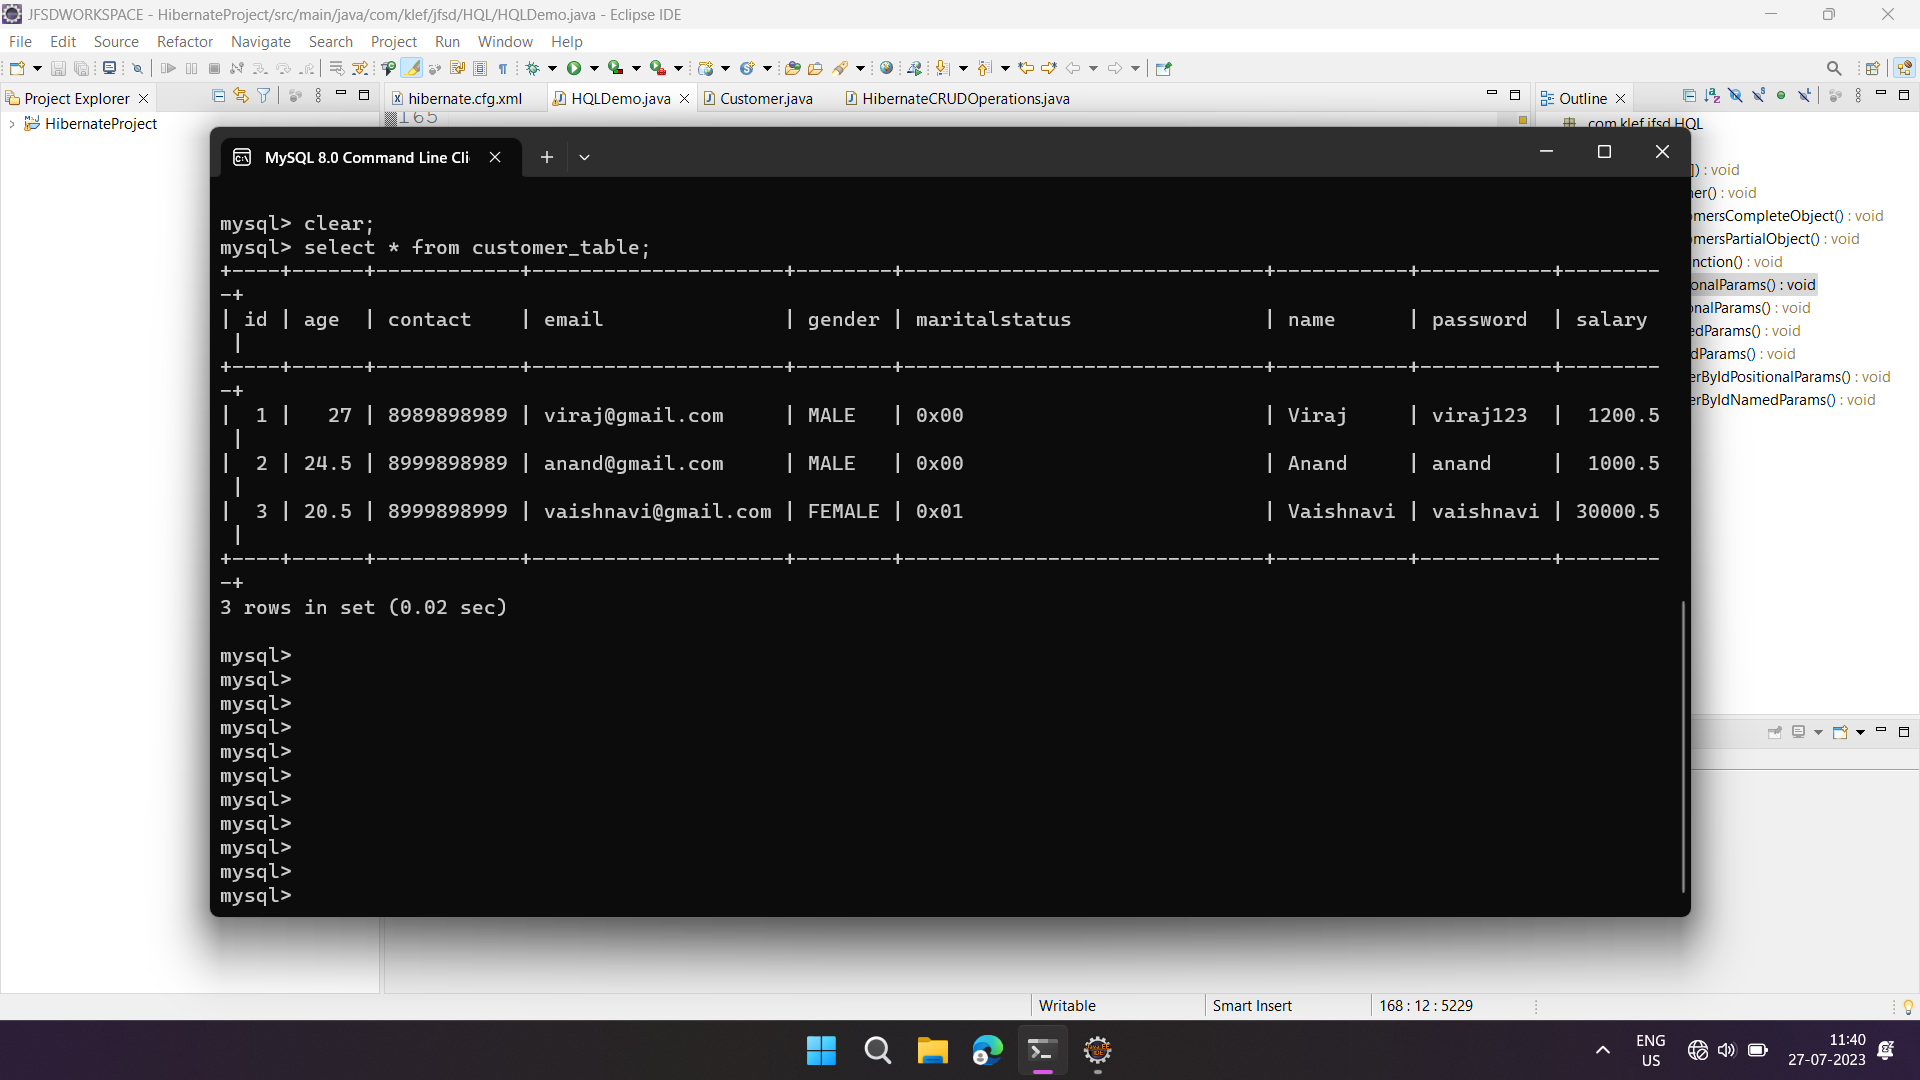 JFSDWORKSPACE - HibernateProject/src/main/java/com/klef/jfsd/HQL/HQLDemo.java - Eclipse IDE
File Edit Source Refactor Navigate Search Project Run Window Help
Project Explorer
hibernate.cfg.xml HQLDemo.java Customer.java HibernateCRUDOperations.java
Outline
HibernateProject
165
com.klef.jfsd.HQL
]) : void
mer() : void
omersCompleteObject() : void
omersPartialObject() : void
nction() : void
onalParams() : void
onalParams() : void
edParams() : void
dParams() : void
erByIdPositionalParams() : void
erByIdNamedParams() : void
MySQL 8.0 Command Line Cli
mysql> clear;
mysql> select * from customer_table;
+----+------+------------+---------------------+--------+------------------------------+-----------+-----------+--------
-+
| id | age  | contact    | email               | gender | maritalstatus                | name      | password  | salary
 |
+----+------+------------+---------------------+--------+------------------------------+-----------+-----------+--------
-+
|  1 |   27 | 8989898989 | viraj@gmail.com     | MALE   | 0x00                         | Viraj     | viraj123  |  1200.5
 |
|  2 | 24.5 | 8999898989 | anand@gmail.com     | MALE   | 0x00                         | Anand     | anand     |  1000.5
 |
|  3 | 20.5 | 8999898999 | vaishnavi@gmail.com | FEMALE | 0x01                         | Vaishnavi | vaishnavi | 30000.5
 |
+----+------+------------+---------------------+--------+------------------------------+-----------+-----------+--------
-+
3 rows in set (0.02 sec)
mysql>
mysql>
mysql>
mysql>
mysql>
mysql>
mysql>
mysql>
mysql>
mysql>
mysql>
Writable Smart Insert 168 : 12 : 5229
ENG
US
11:40
27-07-2023